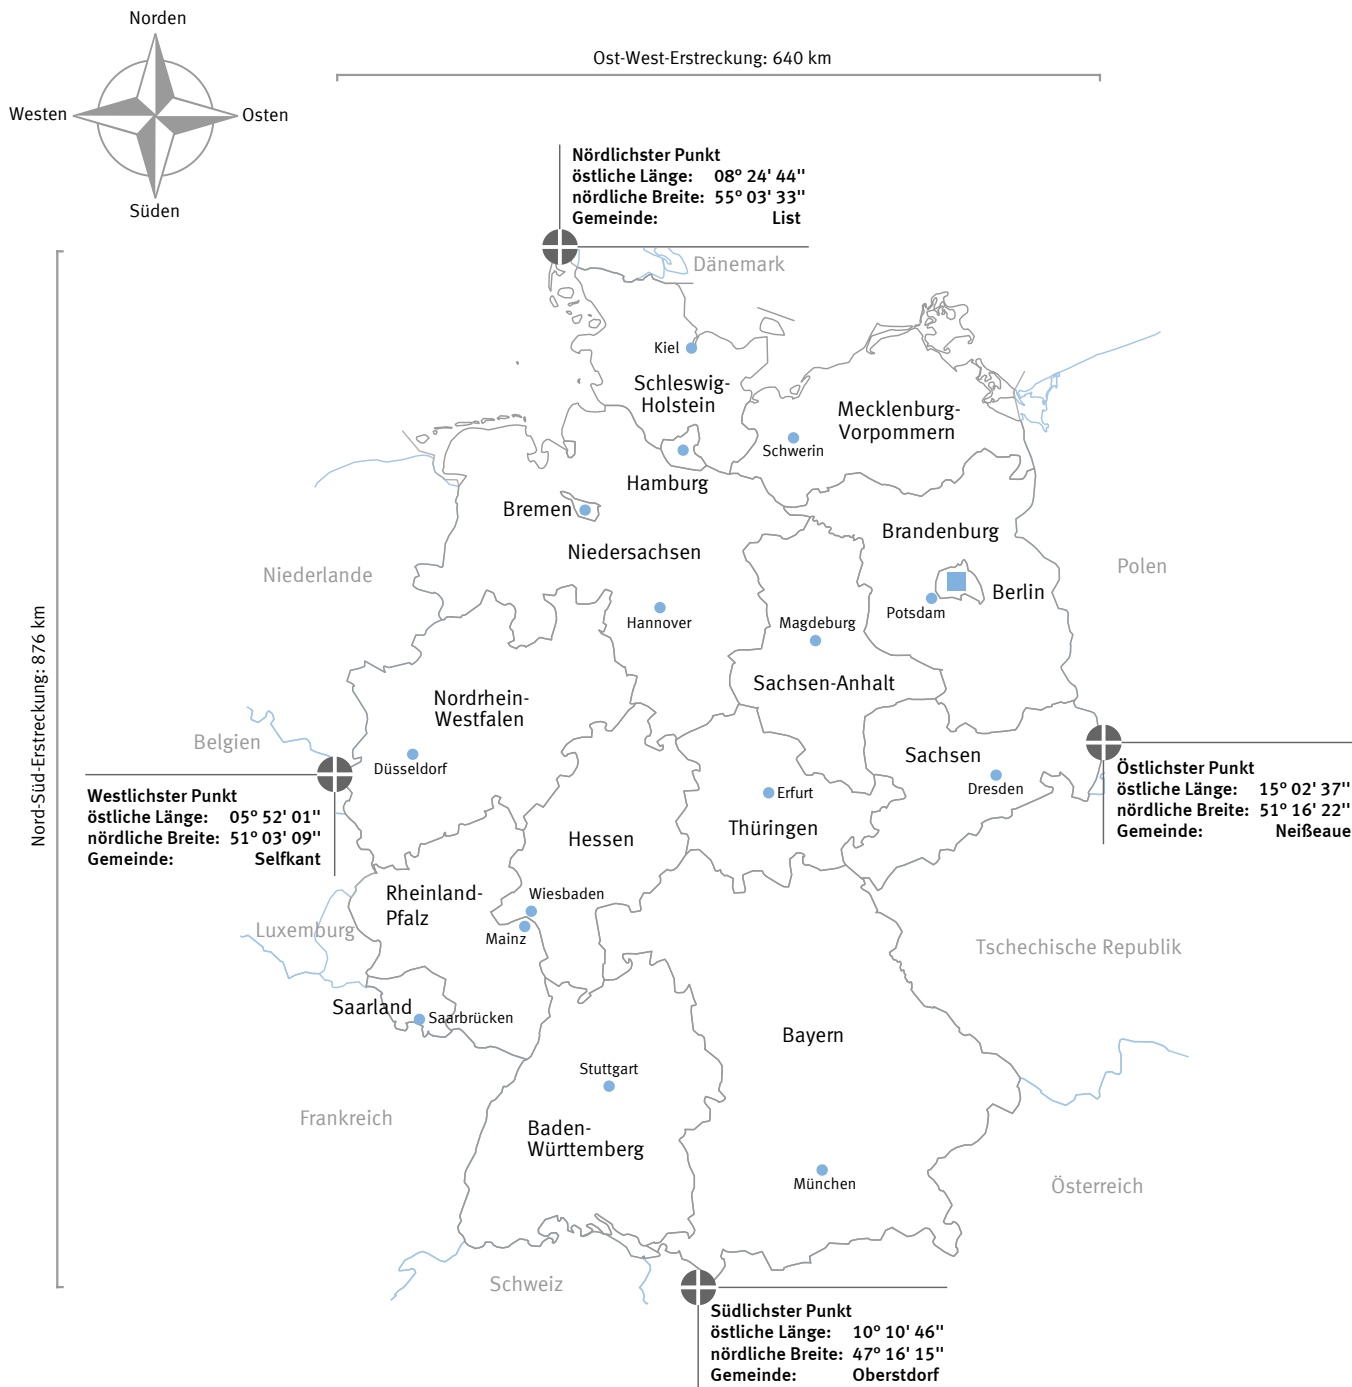 Norden
Westen
Osten
Süden
Ost-West-Erstreckung: 640 km
Nördlichster Punkt
östliche Länge: 08° 24' 44"
nördliche Breite: 55° 03' 33"
Gemeinde: List
Dänemark
Kiel
Schleswig-
Holstein
Mecklenburg-
Vorpommern
Schwerin
Hamburg
Bremen
Brandenburg
Niedersachsen
Niederlande
Polen
Berlin
Potsdam
Hannover
Magdeburg
Nord-Süd-Erstreckung: 876 km
Sachsen-Anhalt
Nordrhein-
Westfalen
Belgien
Düsseldorf
Sachsen
Dresden
Westlichster Punkt
östliche Länge: 05° 52' 01"
nördliche Breite: 51° 03' 09"
Gemeinde: Selfkant
Östlichster Punkt
östliche Länge: 15° 02' 37"
nördliche Breite: 51° 16' 22"
Gemeinde: Neißeaue
Erfurt
Thüringen
Hessen
Rheinland-
Pfalz
Wiesbaden
Mainz
Luxemburg
Tschechische Republik
Saarland
Saarbrücken
Bayern
Stuttgart
Frankreich
Baden-
Württemberg
München
Österreich
Schweiz
Südlichster Punkt
östliche Länge: 10° 10' 46"
nördliche Breite: 47° 16' 15"
Gemeinde: Oberstdorf